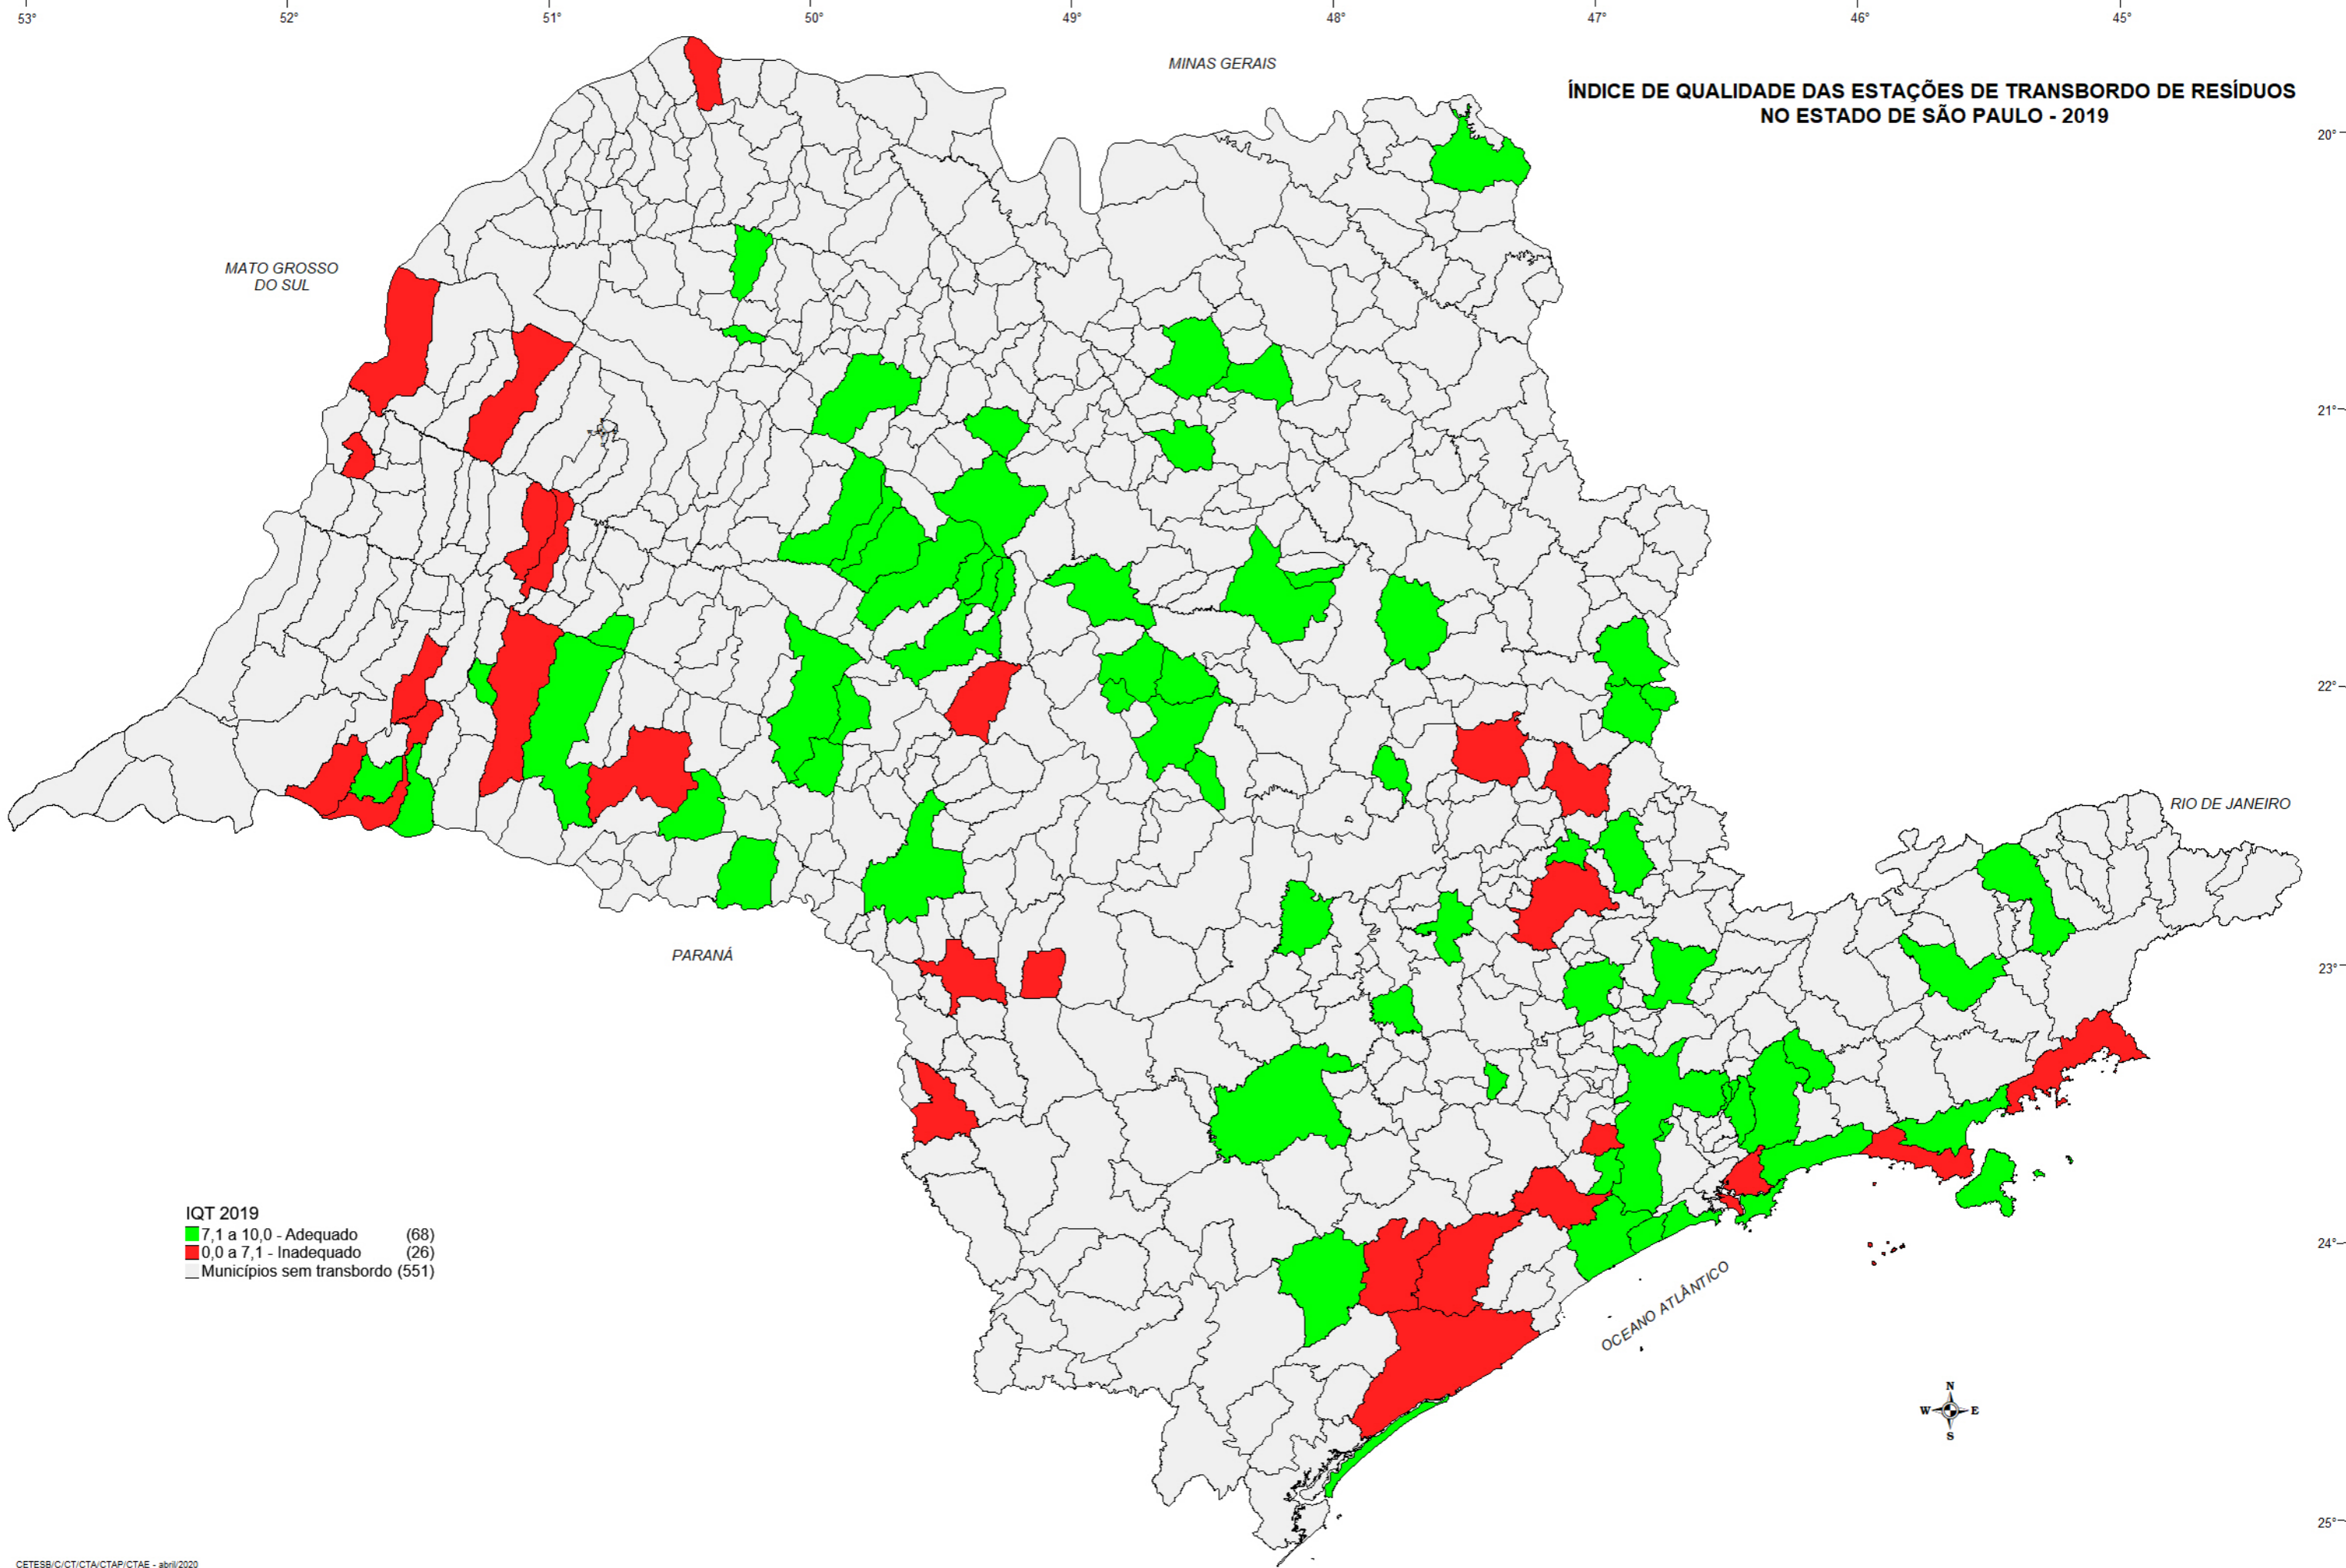 53° 52° 51° 50° 49° 48° 47° 46° 45°
MINAS GERAIS
ÍNDICE DE QUALIDADE DAS ESTAÇÕES DE TRANSBORDO DE RESÍDUOS
NO ESTADO DE SÃO PAULO - 2019
20°
MATO GROSSO
DO SUL
21°
22°
RIO DE JANEIRO
PARANÁ
23°
IQT 2019
7,1 a 10,0 - Adequado (68)
0,0 a 7,1 - Inadequado (26)
Municípios sem transbordo (551)
24°
OCEANO ATLÂNTICO
N
W E
S
25°
CETESB/C/CT/CTA/CTAP/CTAE - abril/2020